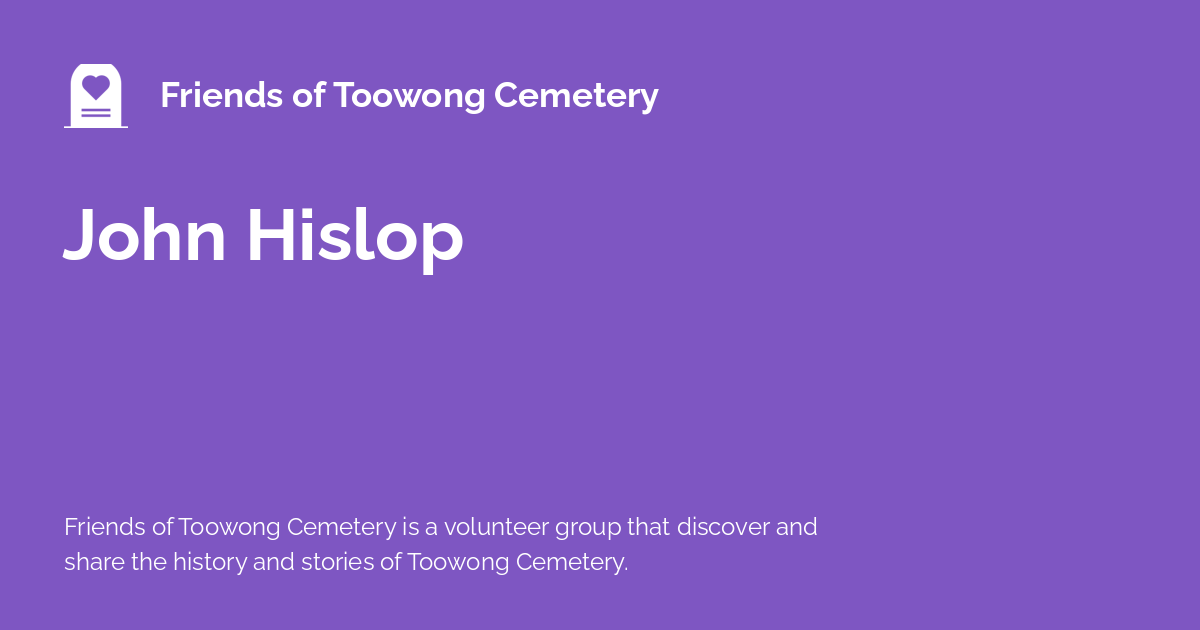 Friends of Toowong Cemetery
John Hislop
Friends of Toowong Cemetery is a volunteer group that discover and
share the history and stories of Toowong Cemetery.